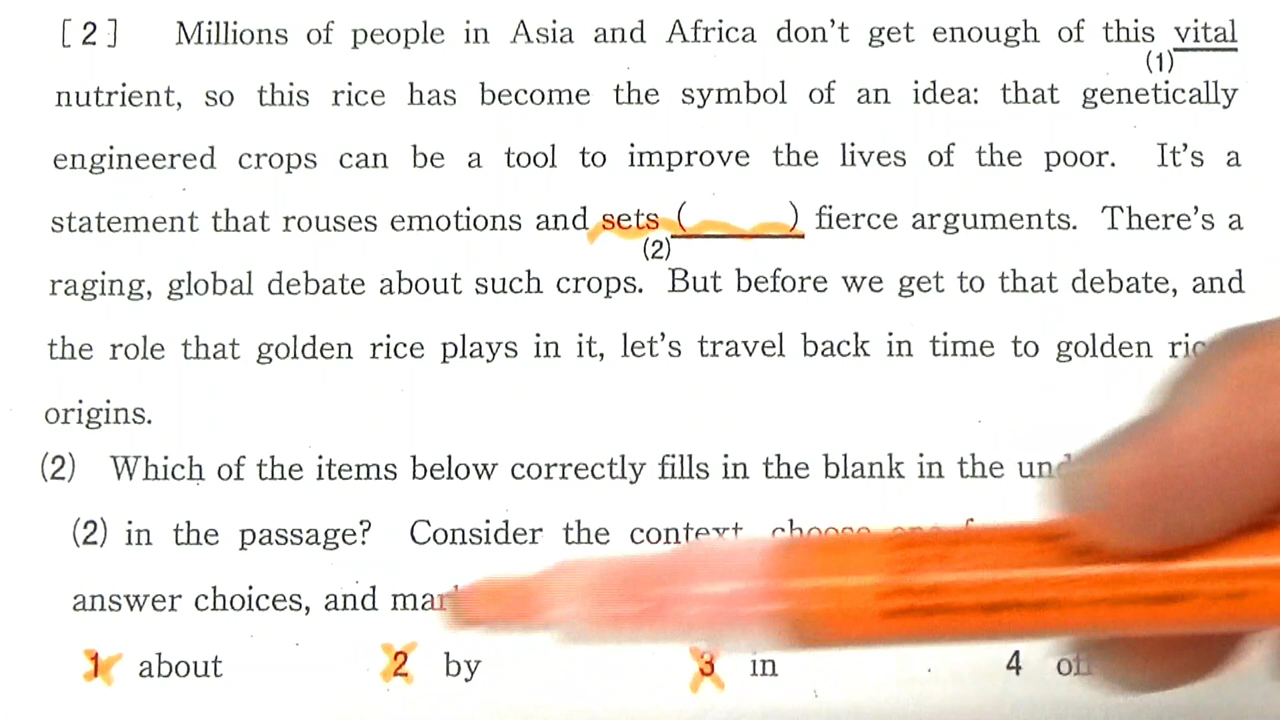 [2] Millions of people in Asia and Africa don't get enough of this vital
(1)
nutrient, so this rice has become the symbol of an idea: that genetically
engineered crops can be a tool to improve the lives of the poor. It's a
statement that rouses emotions and sets ( ) fierce arguments. There's a
(2)
raging, global debate about such crops. But before we get to that debate, and
the role that golden rice plays in it, let's travel back in time to golden
origins.
(2) Which of the items below correctly fills in the blank in the
(2) in the passage? Consider the context, choose one
answer choices, and
1 about 2 by 3 in 4